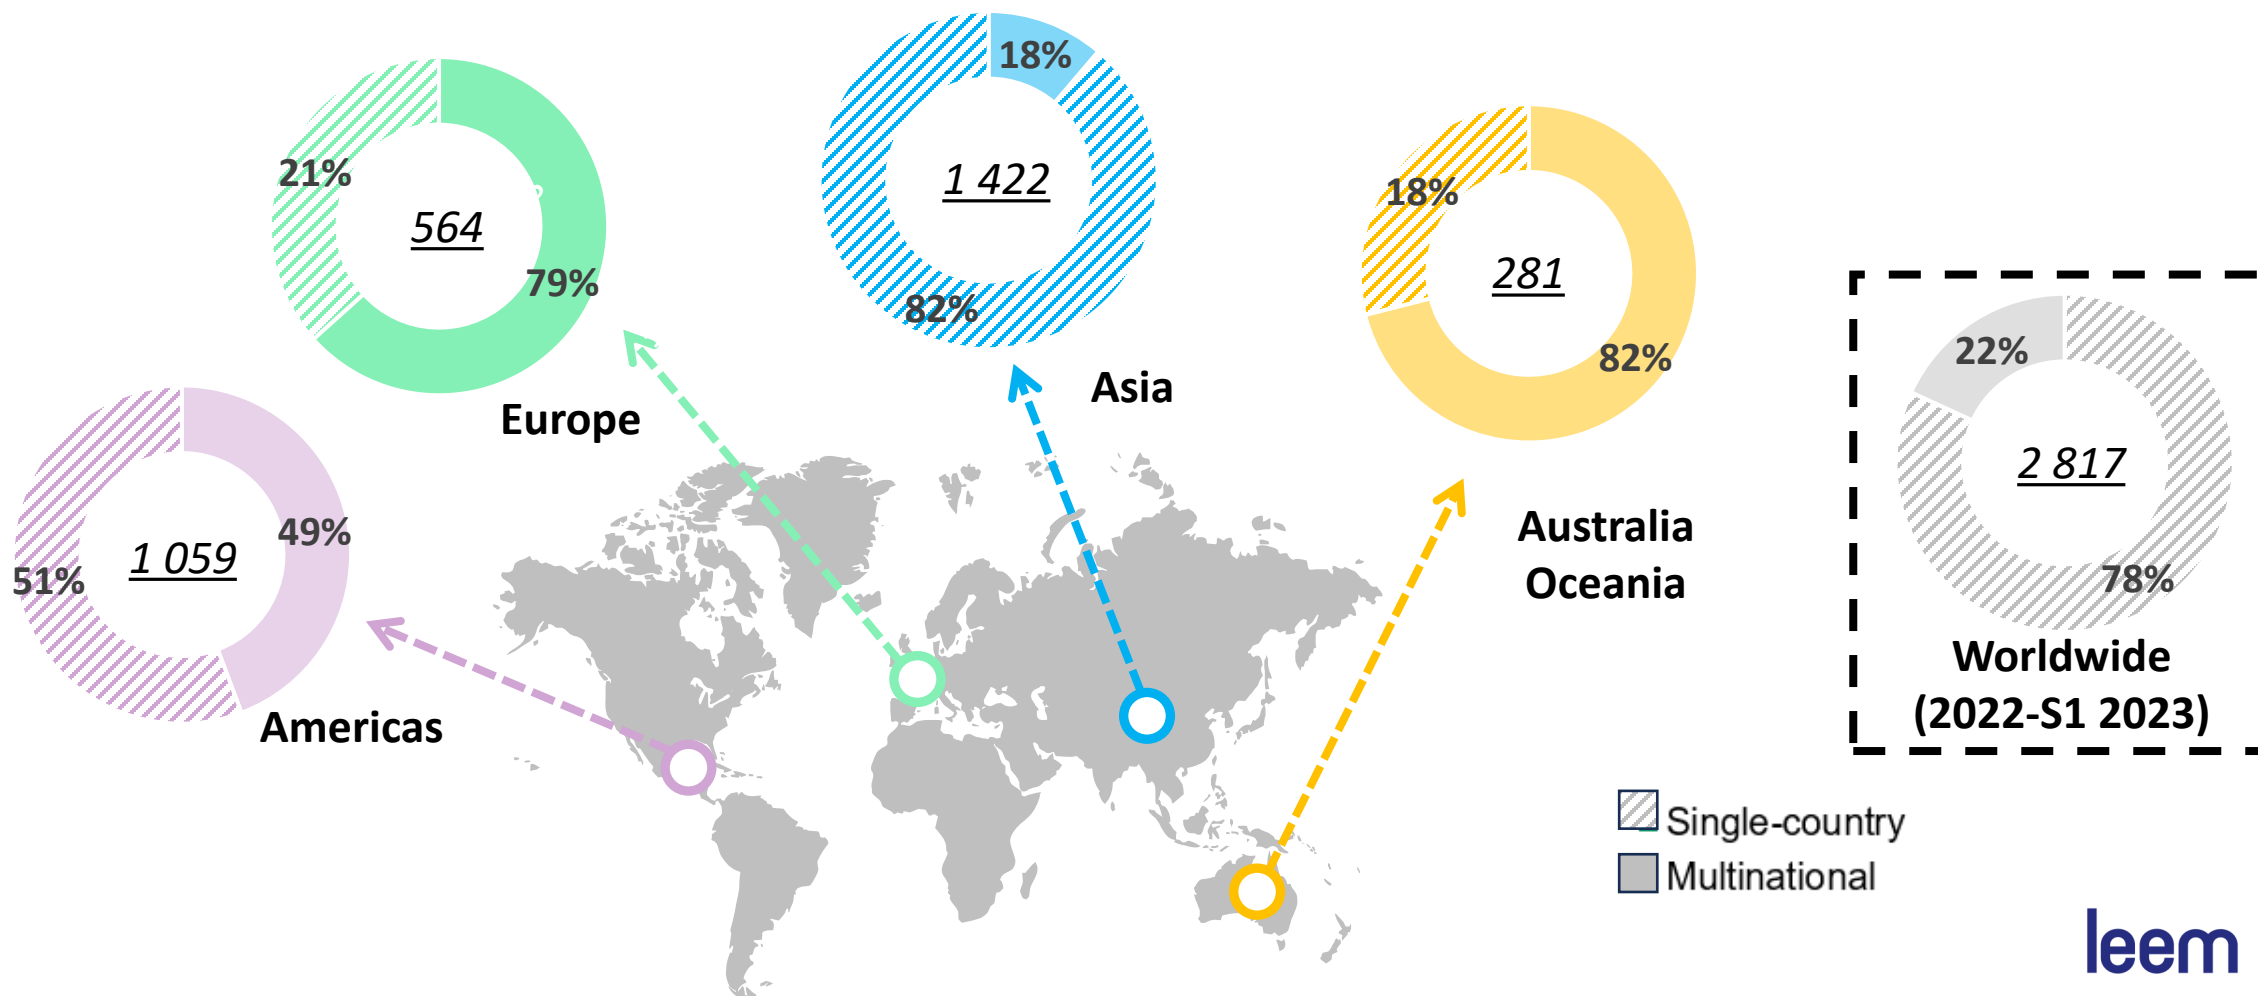 18%
82%
1 422
Asia
21%
79%
564
Europe
18%
82%
281
Australia
Oceania
49%
51%
1 059
Americas
22%
78%
2 817
Worldwide
(2022-S1 2023)
Single-country
Multinational
leem